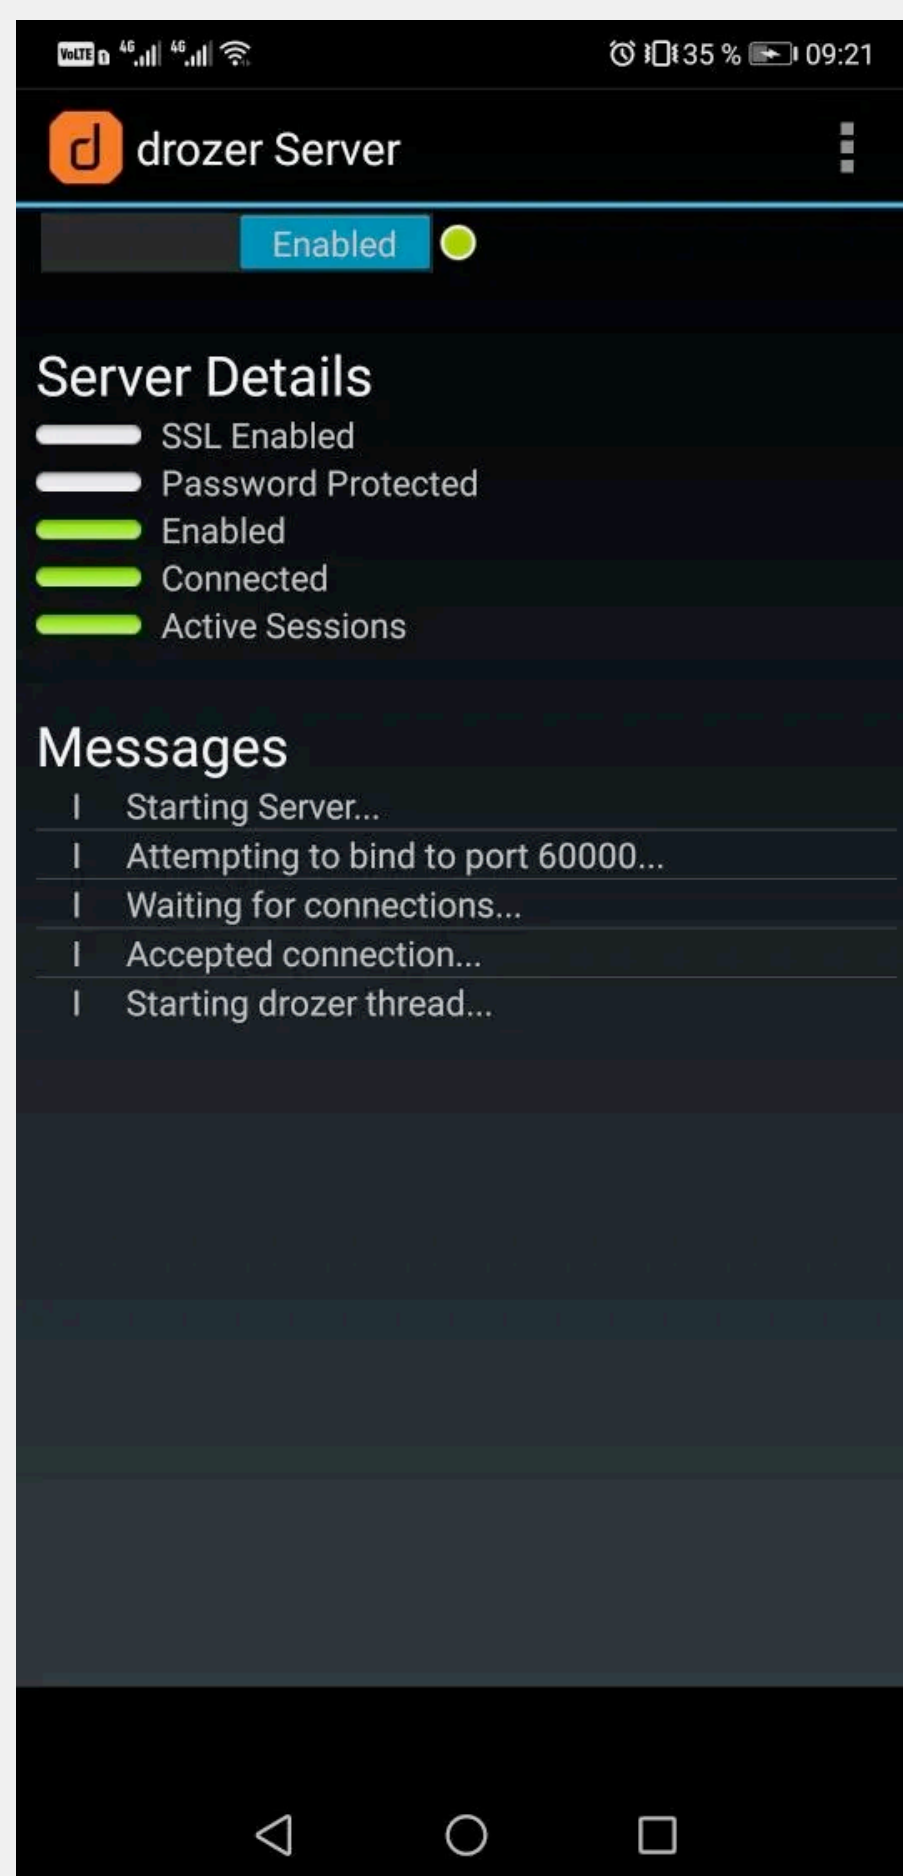 VoLTE 4G 4G 35 % 09:21
d drozer Server
Enabled
Server Details
SSL Enabled
Password Protected
Enabled
Connected
Active Sessions
Messages
I Starting Server...
I Attempting to bind to port 60000...
I Waiting for connections...
I Accepted connection...
I Starting drozer thread...